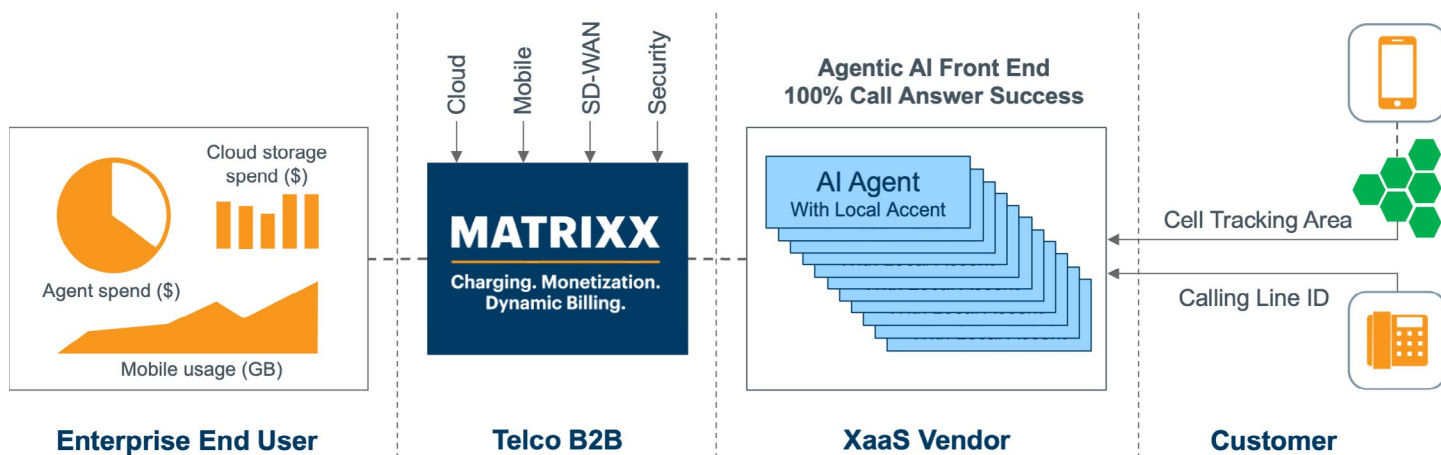 Cloud
Mobile
SD-WAN
Security
Agentic AI Front End
100% Call Answer Success
Cloud storage
spend ($)
Agent spend ($)
Mobile usage (GB)
MATRIXX
Charging. Monetization.
Dynamic Billing.
AI Agent
With Local Accent
Cell Tracking Area
Calling Line ID
Enterprise End User
Telco B2B
XaaS Vendor
Customer